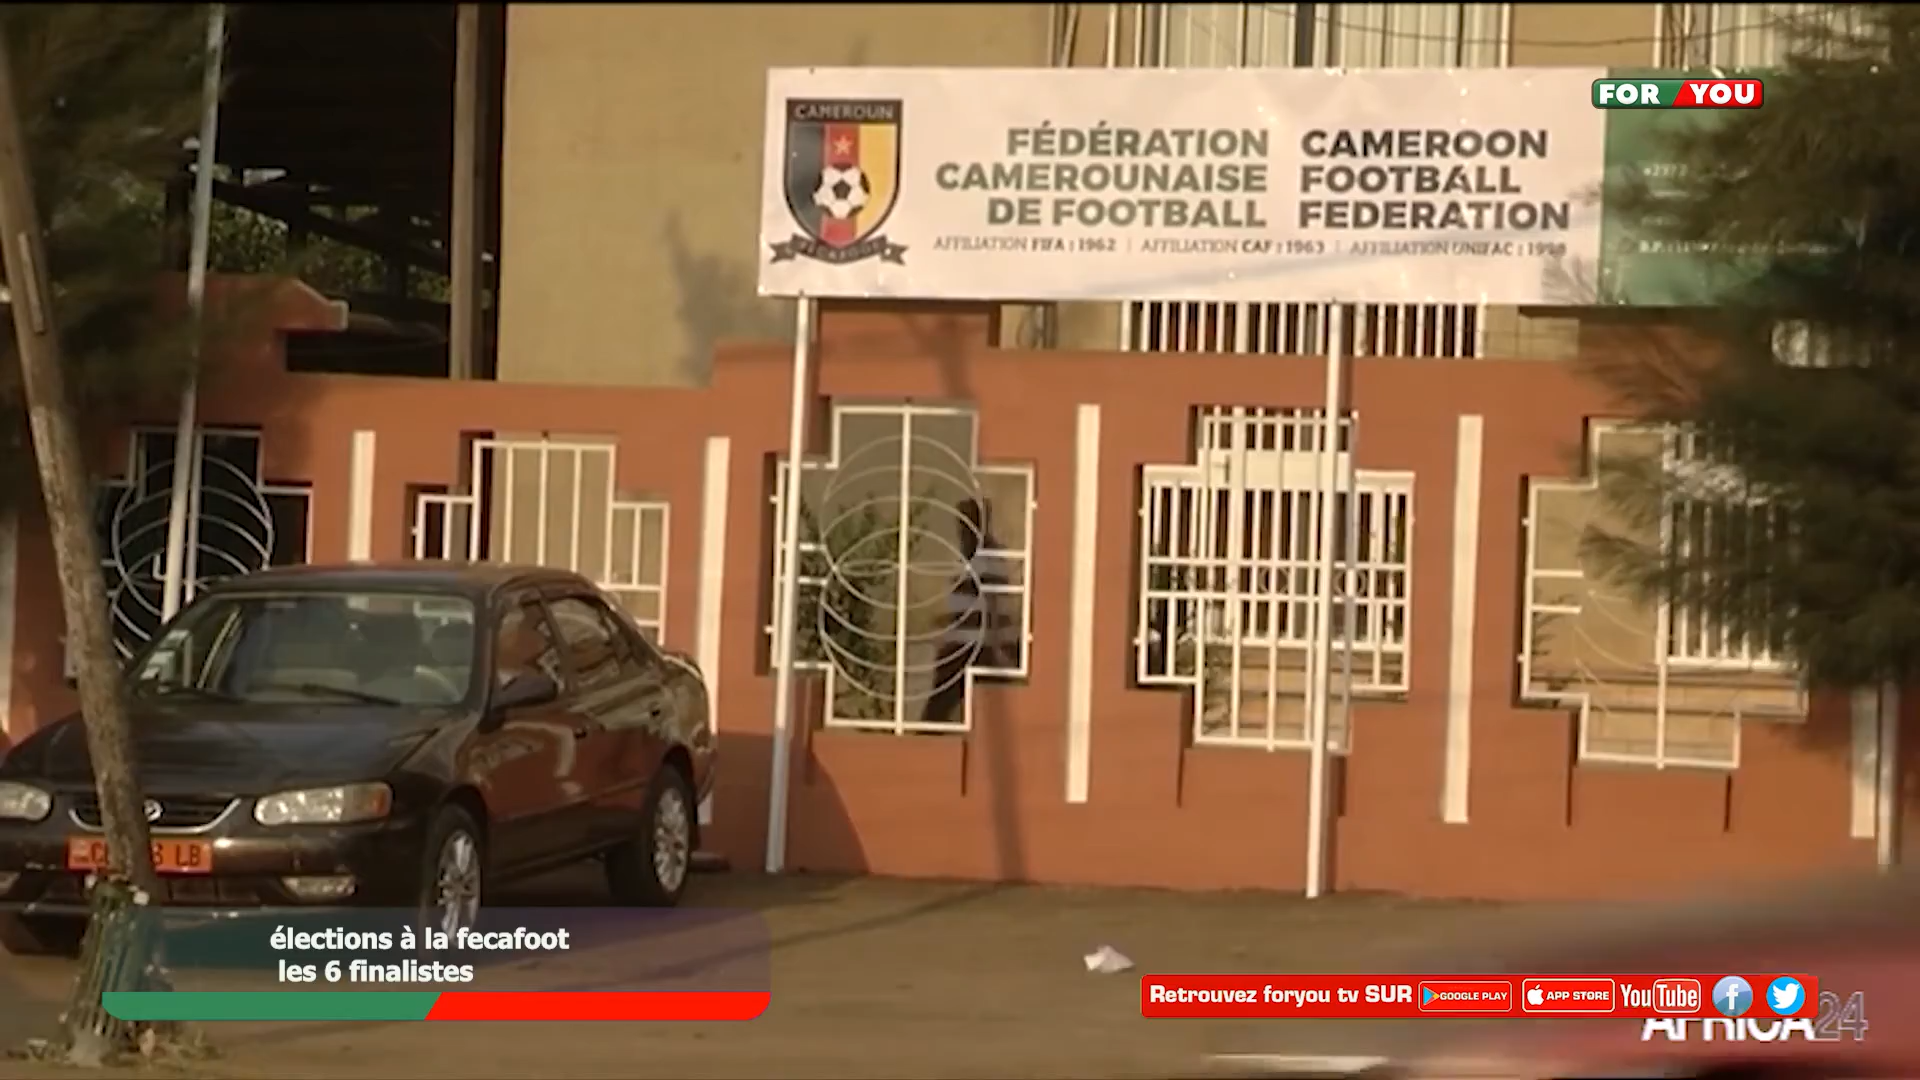 FOR YOU
CAMEROUN
FÉDÉRATION
CAMEROUNAISE
DE FOOTBALL
CAMEROON
FOOTBALL
FEDERATION
AFFILIATION FIFA : 1962 | AFFILIATION CAF : 1963 | AFFILIATION UNIFAC : 1998
LB
élections à la fecafoot
les 6 finalistes
Retrouvez foryou tv SUR GOOGLE PLAY APP STORE YouTube
AFRICA24